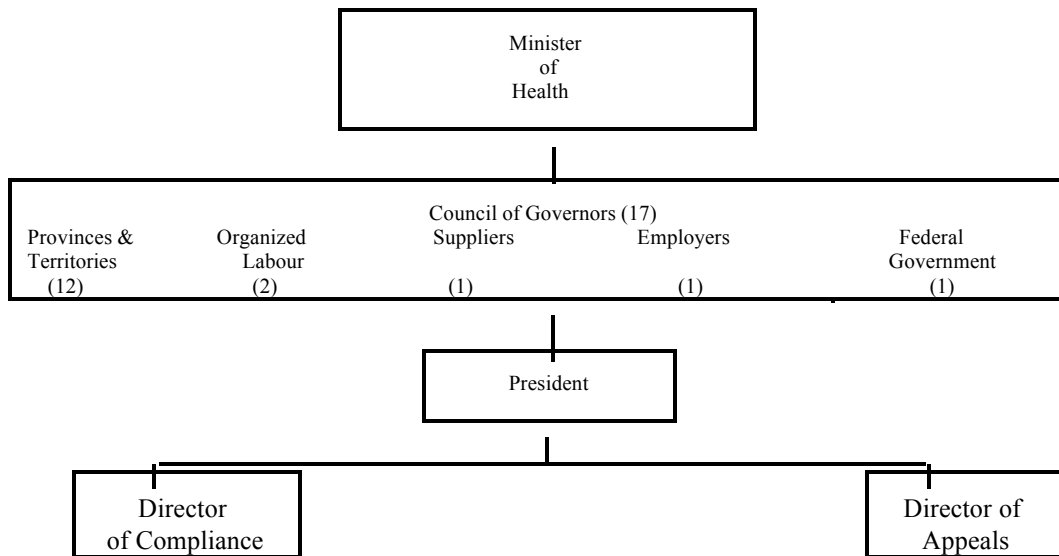 Minister
of
Health
Council of Governors (17)
Provinces & Organized Suppliers Employers Federal
Territories Labour Government
(12) (2) (1) (1) (1)
President
Director
of Compliance
Director of
Appeals